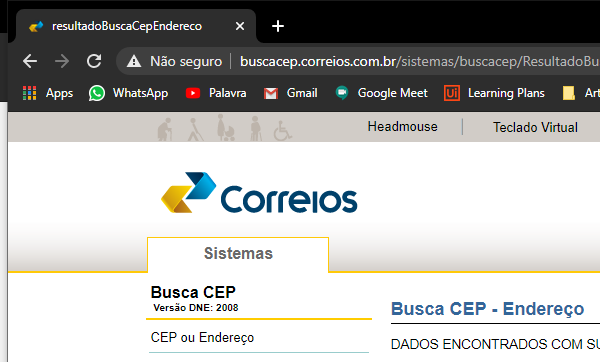 resultadoBuscaCepEndereco
Não seguro
buscacep.correios.com.br/sistemas/buscacep/ResultadoBu
Apps WhatsApp Palavra Gmail Google Meet Ui Learning Plans Art
Headmouse | Teclado Virtual
Correios
Sistemas
Busca CEP
Versão DNE: 2008
CEP ou Endereço
Busca CEP - Endereço
DADOS ENCONTRADOS COM SU